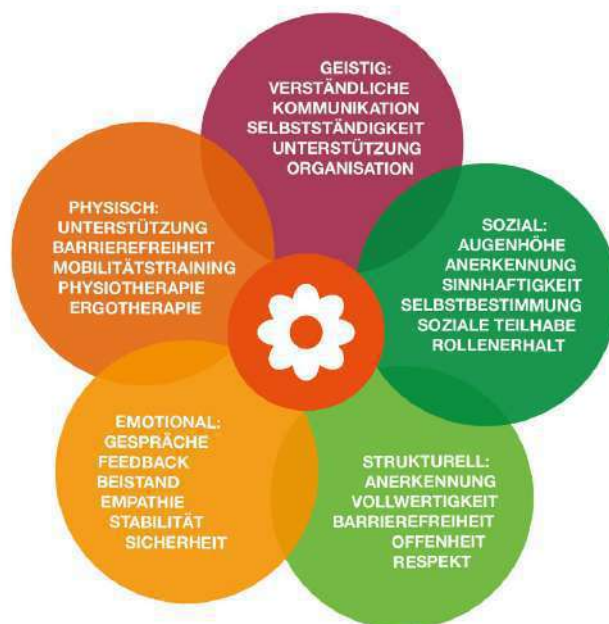 GEISTIG:
VERSTÄNDLICHE
KOMMUNIKATION
SELBSTSTÄNDIGKEIT
UNTERSTÜTZUNG
ORGANISATION
PHYSISCH:
UNTERSTÜTZUNG
BARRIEREFREIHEIT
MOBILITÄTSTRAINING
PHYSIOTHERAPIE
ERGOTHERAPIE
SOZIAL:
AUGENHÖHE
ANERKENNUNG
SINNHAFTIGKEIT
SELBSTBESTIMMUNG
SOZIALE TEILHABE
ROLLENERHALT
EMOTIONAL:
GESPRÄCHE
FEEDBACK
BEISTAND
EMPATHIE
STABILITÄT
SICHERHEIT
STRUKTURELL:
ANERKENNUNG
VOLLWERTIGKEIT
BARRIEREFREIHEIT
OFFENHEIT
RESPEKT